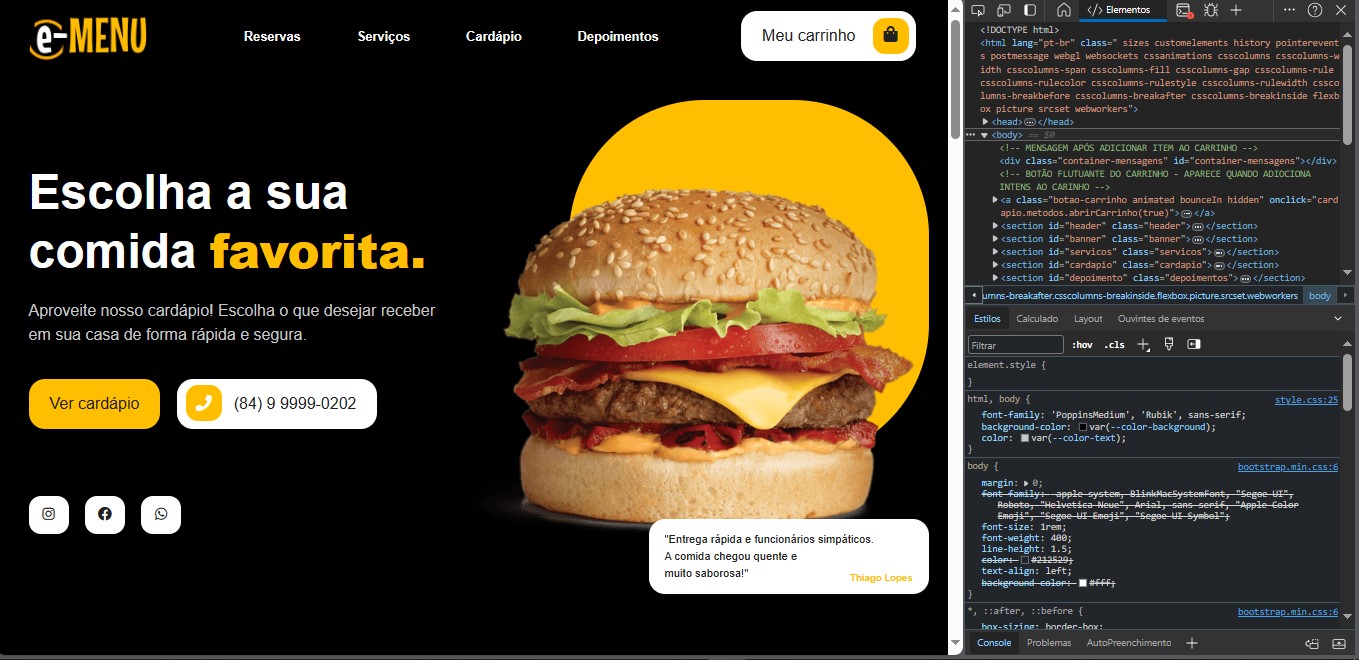 e-MENU
Reservas
Serviços
Cardápio
Depoimentos
Meu carrinho
Escolha a sua
comida favorita.
Aproveite nosso cardápio! Escolha o que desejar receber
em sua casa de forma rápida e segura.
Ver cardápio
(84) 9 9999-0202
"Entrega rápida e funcionários simpáticos.
A comida chegou quente e
muito saborosa!"
Thiago Lopes
Elementos
<!DOCTYPE html>
<html lang="pt-br" class=" sizes customelements history pointerevent
s postmessage webgl websockets cssanimations csscolumns csscolumns-w
idth csscolumns-span csscolumns-fill csscolumns-gap csscolumns-rule
csscolumns-rulecolor csscolumns-rulestyle csscolumns-rulewidth cssco
lumns-breakbefore csscolumns-breakafter csscolumns-breakinside flexb
ox picture srcset webworkers">
<head>…</head>
<body> == $0
<!-- MENSAGEM APÓS ADICIONAR ITEM AO CARRINHO -->
<div class="container-mensagens" id="container-mensagens"></div>
<!-- BOTÃO FLUTUANTE DO CARRINHO - APARECE QUANDO ADIOCIONA
INTENS AO CARINHO -->
<a class="botao-carrinho animated bounceIn hidden" onclick="card
apio.metodos.abrirCarrinho(true)">…</a>
<section id="header" class="header">…</section>
<section id="banner" class="banner">…</section>
<section id="servicos" class="servicos">…</section>
<section id="cardapio" class="cardapio">…</section>
<section id="depoimento" class="depoimentos">…</section>
umns-breakafter.csscolumns-breakinside.flexbox.picture.srcset.webworkers
body
Estilos
Calculado
Layout
Ouvintes de eventos
Filtrar
:hov
.cls
element.style {
}
html, body {
style.css:25
font-family: 'PoppinsMedium', 'Rubik', sans-serif;
background-color: var(--color-background);
color: var(--color-text);
}
body {
bootstrap.min.css:6
margin: 0;
font-family: -apple-system, BlinkMacSystemFont, "Segoe UI",
Roboto, "Helvetica Neue", Arial, sans-serif, "Apple Color
Emoji", "Segoe UI Emoji", "Segoe UI Symbol";
font-size: 1rem;
font-weight: 400;
line-height: 1.5;
color: #212529;
text-align: left;
background-color: #fff;
}
*, ::after, ::before {
bootstrap.min.css:6
box-sizing: border-box;
Console
Problemas
AutoPreenchimento